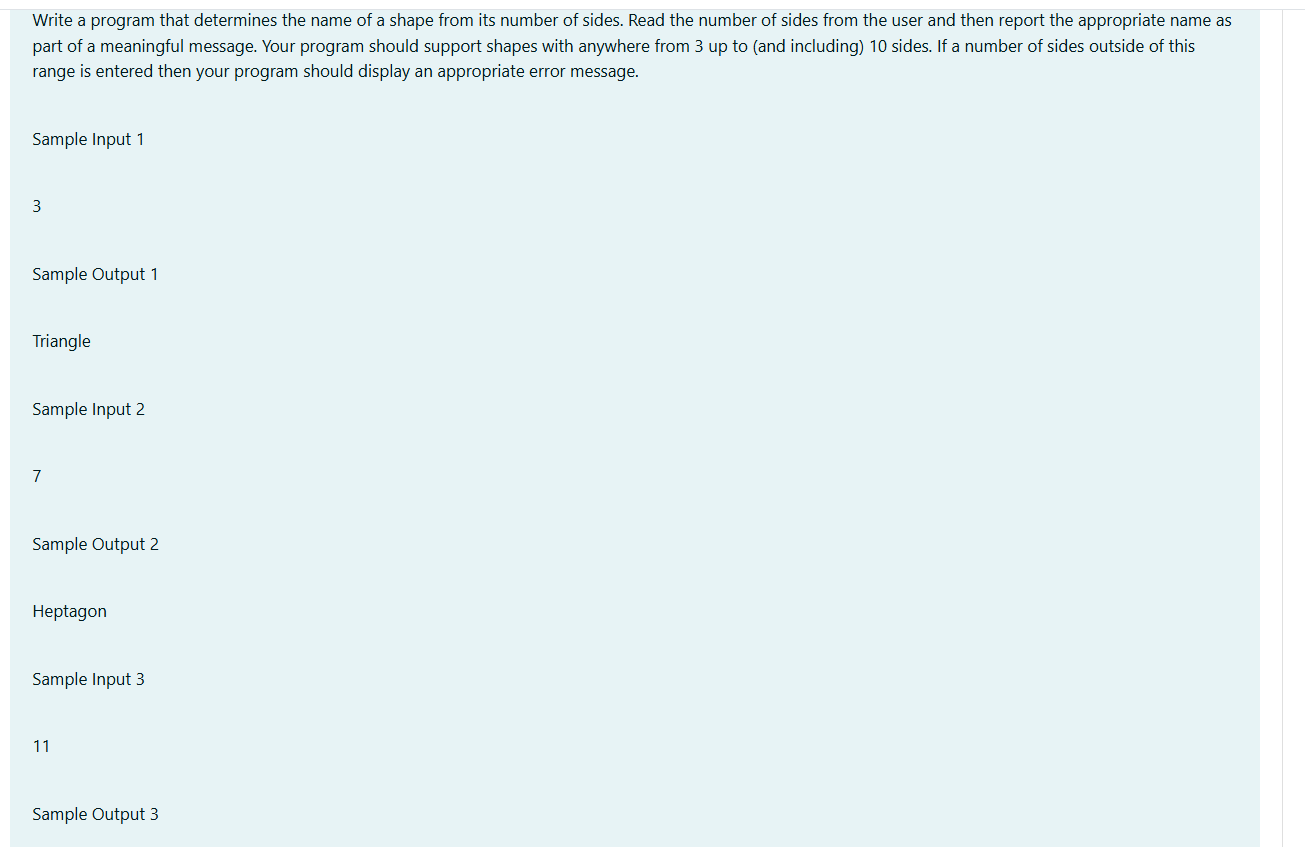 Write a program that determines the name of a shape from its number of sides. Read the number of sides from the user and then report the appropriate name as
part of a meaningful message. Your program should support shapes with anywhere from 3 up to (and including) 10 sides. If a number of sides outside of this
range is entered then your program should display an appropriate error message.
Sample Input 1
3
Sample Output 1
Triangle
Sample Input 2
7
Sample Output 2
Heptagon
Sample Input 3
11
Sample Output 3